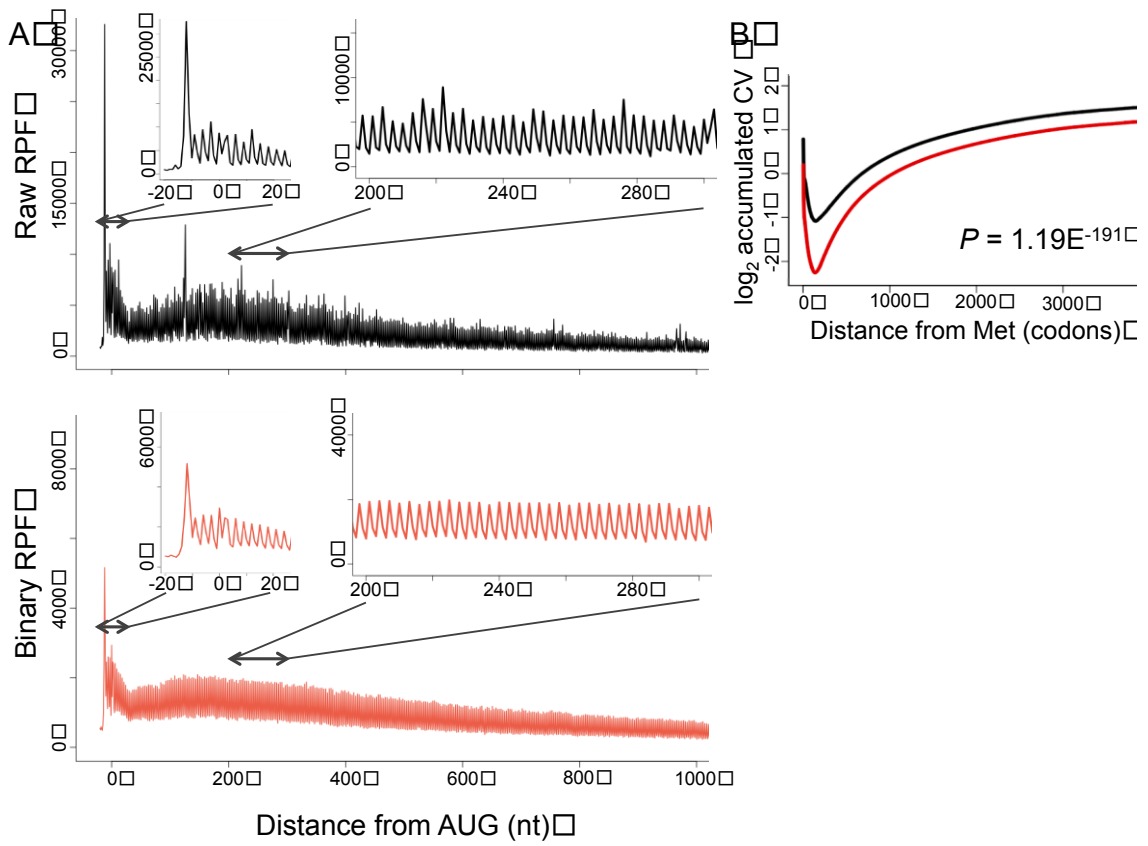 A□
Raw RPF□
30000□
15000□
0□
25000□
0□
-20□ 0□ 20□
10000□
0□
200□ 240□ 280□
Binary RPF□
8000□
4000□
0□
6000□
0□
-20□ 0□ 20□
4000□
0□
200□ 240□ 280□
0□ 200□ 400□ 600□ 800□ 1000□
Distance from AUG (nt)□
B□
log2 accumulated CV □
2□
1□
0□
-1□
-2□
P = 1.19E-191□
0□ 1000□ 2000□ 3000□
Distance from Met (codons)□